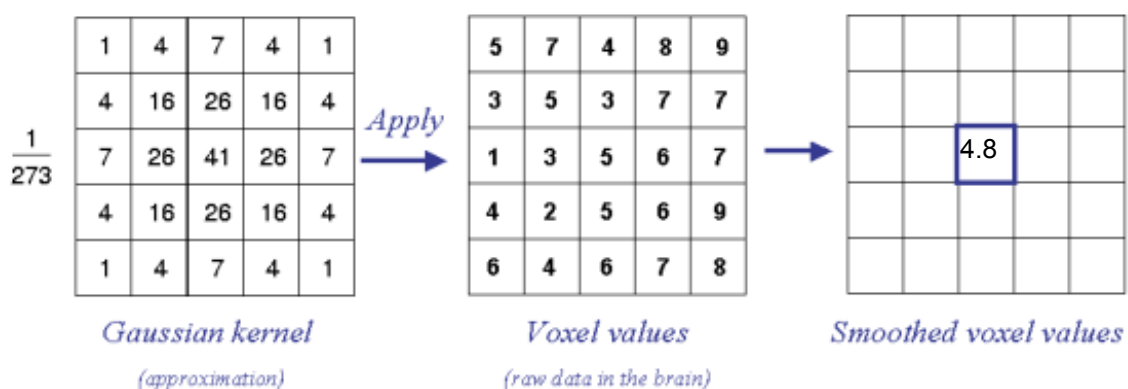 1 4 7 4 1 5 7 4 8 9
4 16 26 16 4 3 5 3 7 7
Apply
1
273
7 26 41 26 7 1 3 5 6 7 4.8
4 16 26 16 4 4 2 5 6 9
1 4 7 4 1 6 4 6 7 8
Gaussian kernel Voxel values Smoothed voxel values
(approximation) (raw data in the brain)